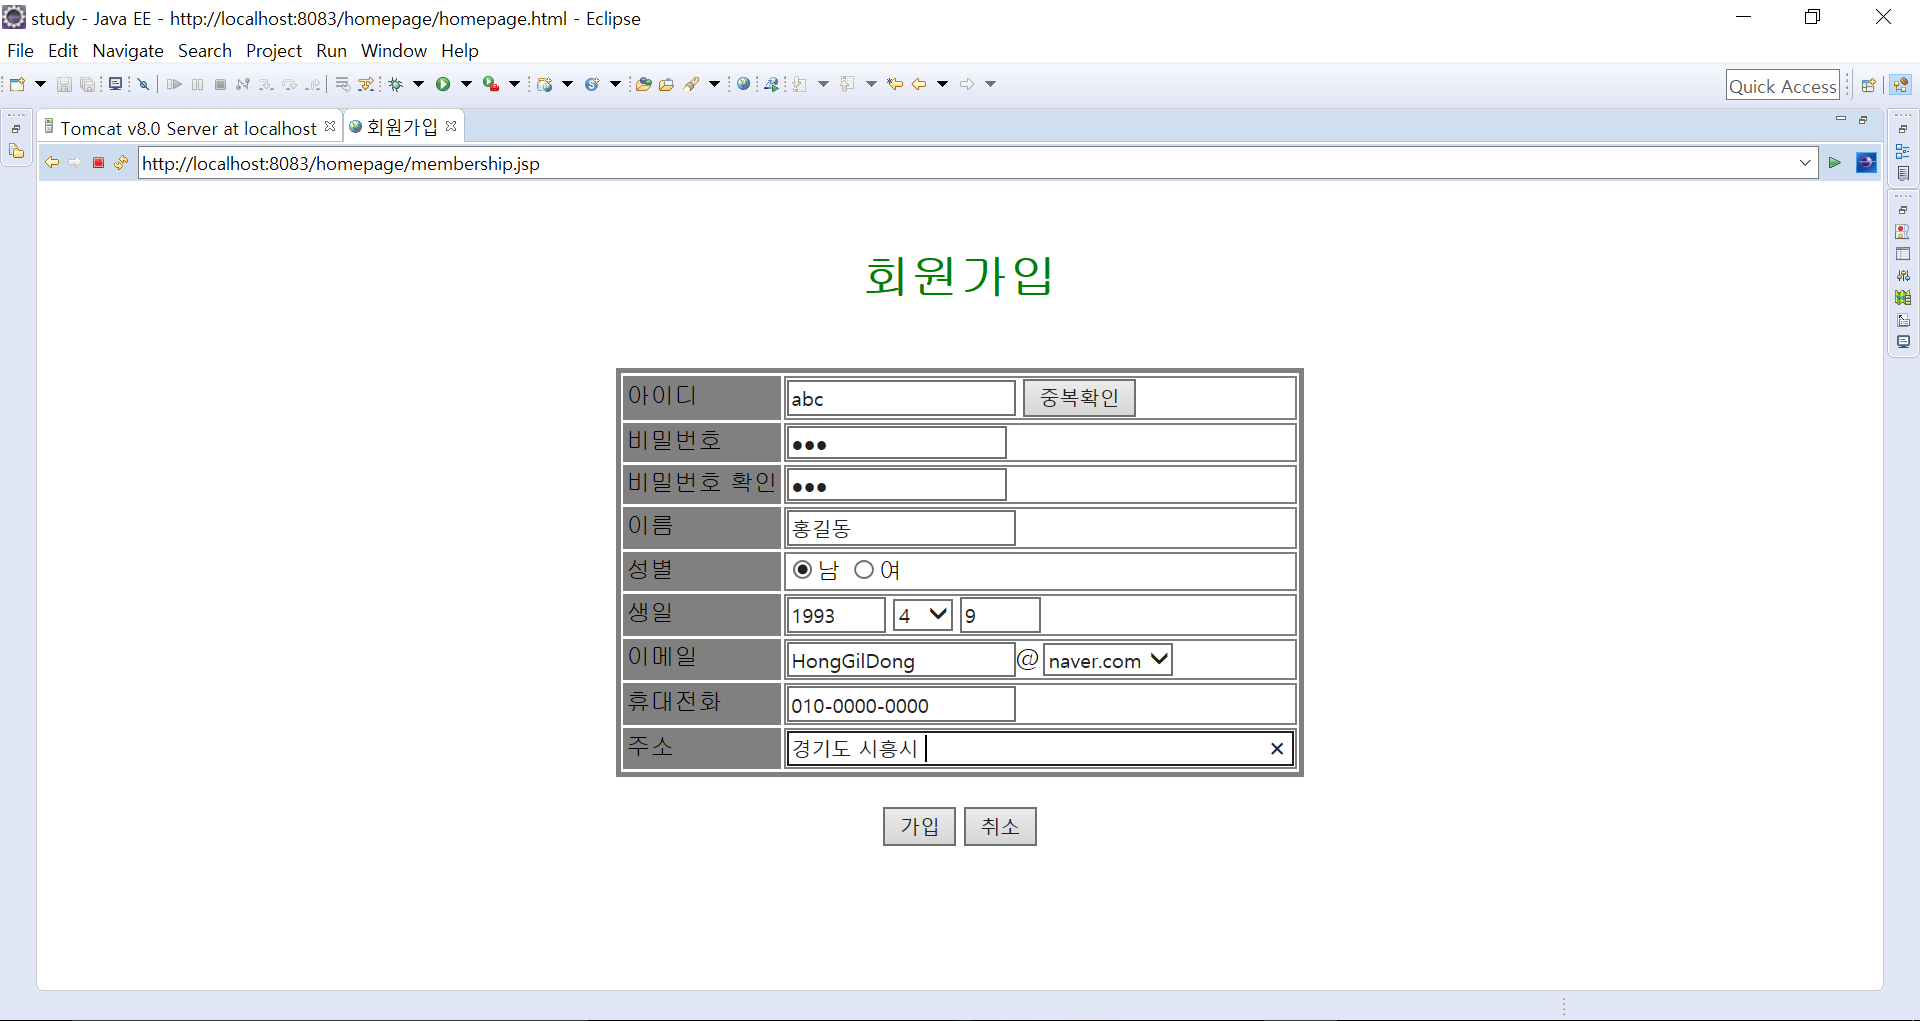 study - Java EE - http://localhost:8083/homepage/homepage.html - Eclipse
File Edit Navigate Search Project Run Window Help
Quick Access
Tomcat v8.0 Server at localhost 회원가입
http://localhost:8083/homepage/membership.jsp
회원가입
아이디 abc 중복확인
비밀번호 ●●●
비밀번호 확인 ●●●
이름 홍길동
성별 남 여
생일 1993 4 9
이메일 HongGilDong@ naver.com
휴대전화 010-0000-0000
주소 경기도 시흥시
가입 취소